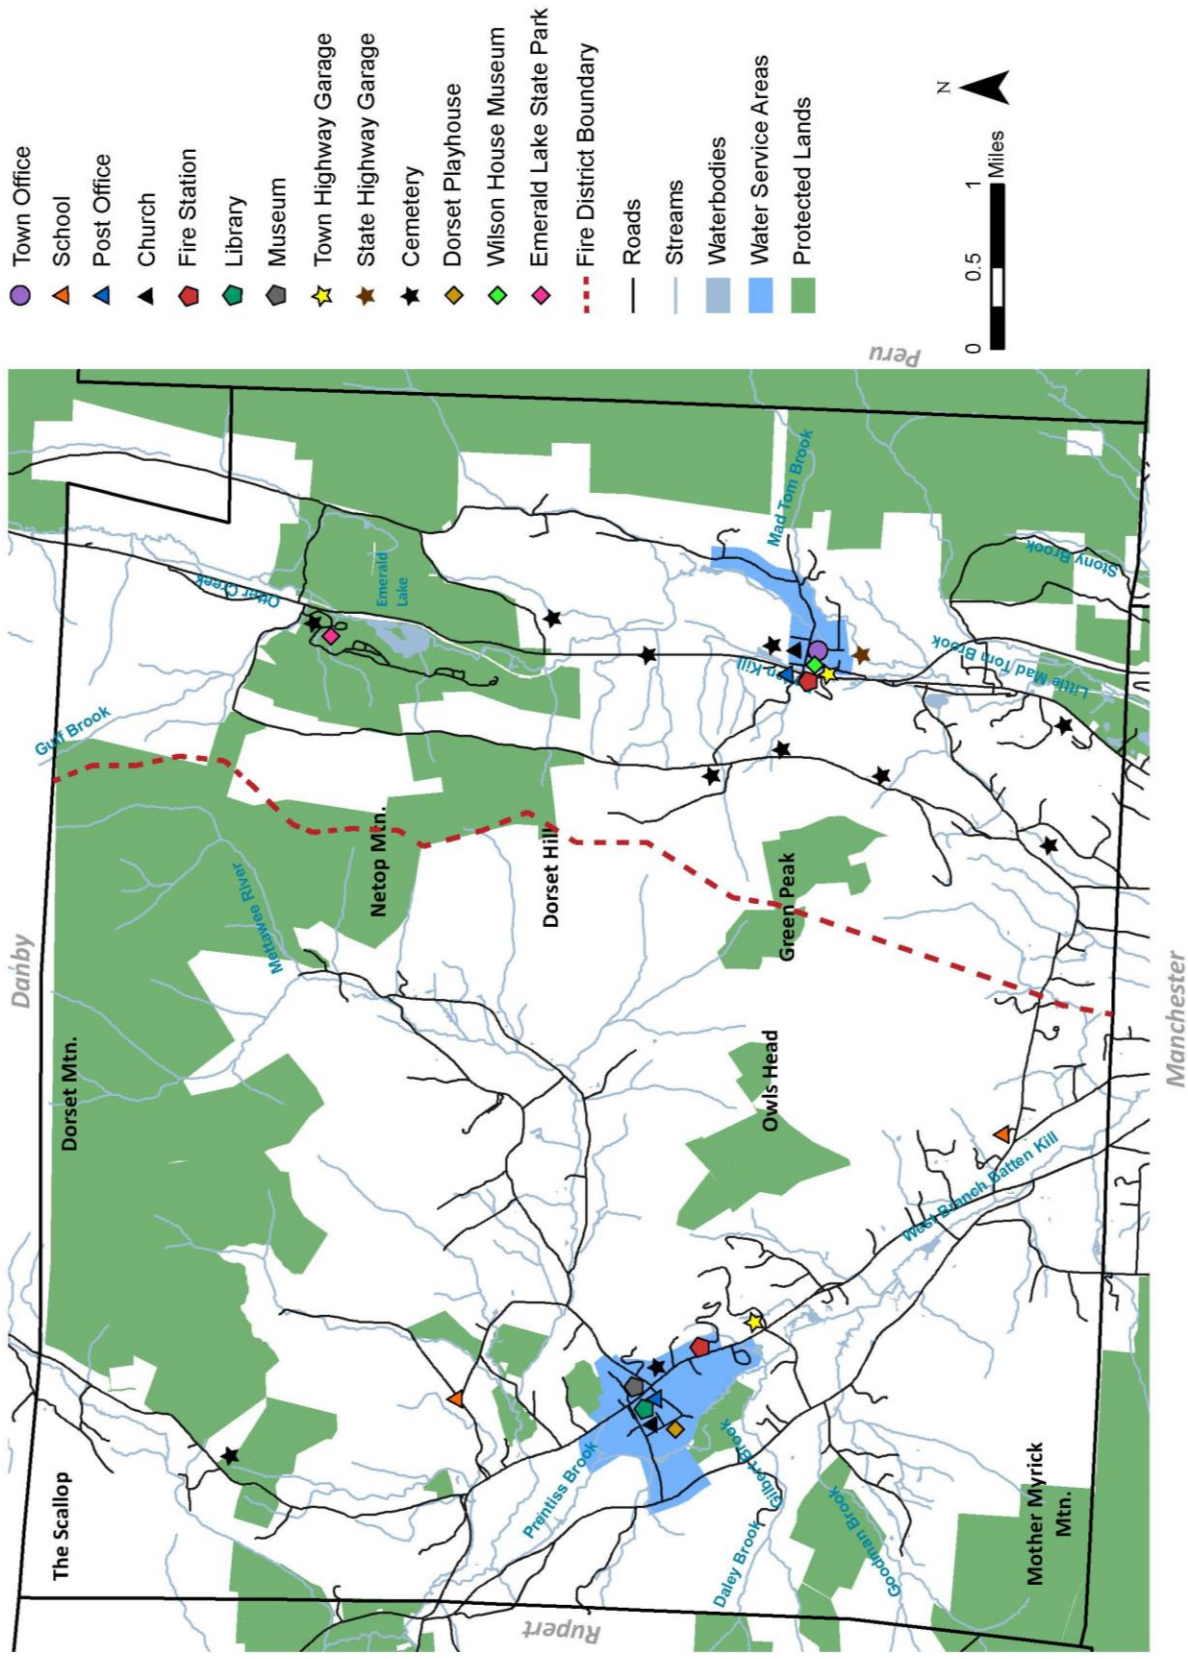 Town Office
School
Post Office
Church
Fire Station
Library
Museum
Town Highway Garage
State Highway Garage
Cemetery
Dorset Playhouse
Wilson House Museum
Emerald Lake State Park
Fire District Boundary
Roads
Streams
Waterbodies
Water Service Areas
Protected Lands
N
0 0.5 1
Miles
Danby
Peru
Rupert
Manchester
The Scallop
Dorset Mtn.
Gulf Brook
Otter Creek
Emerald
Lake
Mettawee River
Netop Mtn.
Dorset Hill
Mad Tom Brook
Kill
Stony Brook
Little Mad Tom Brook
Green Peak
Owls Head
West Branch Batten Kill
Prentiss Brook
Gilbert Brook
Daley Brook
Goodman Brook
Mother Myrick
Mtn.